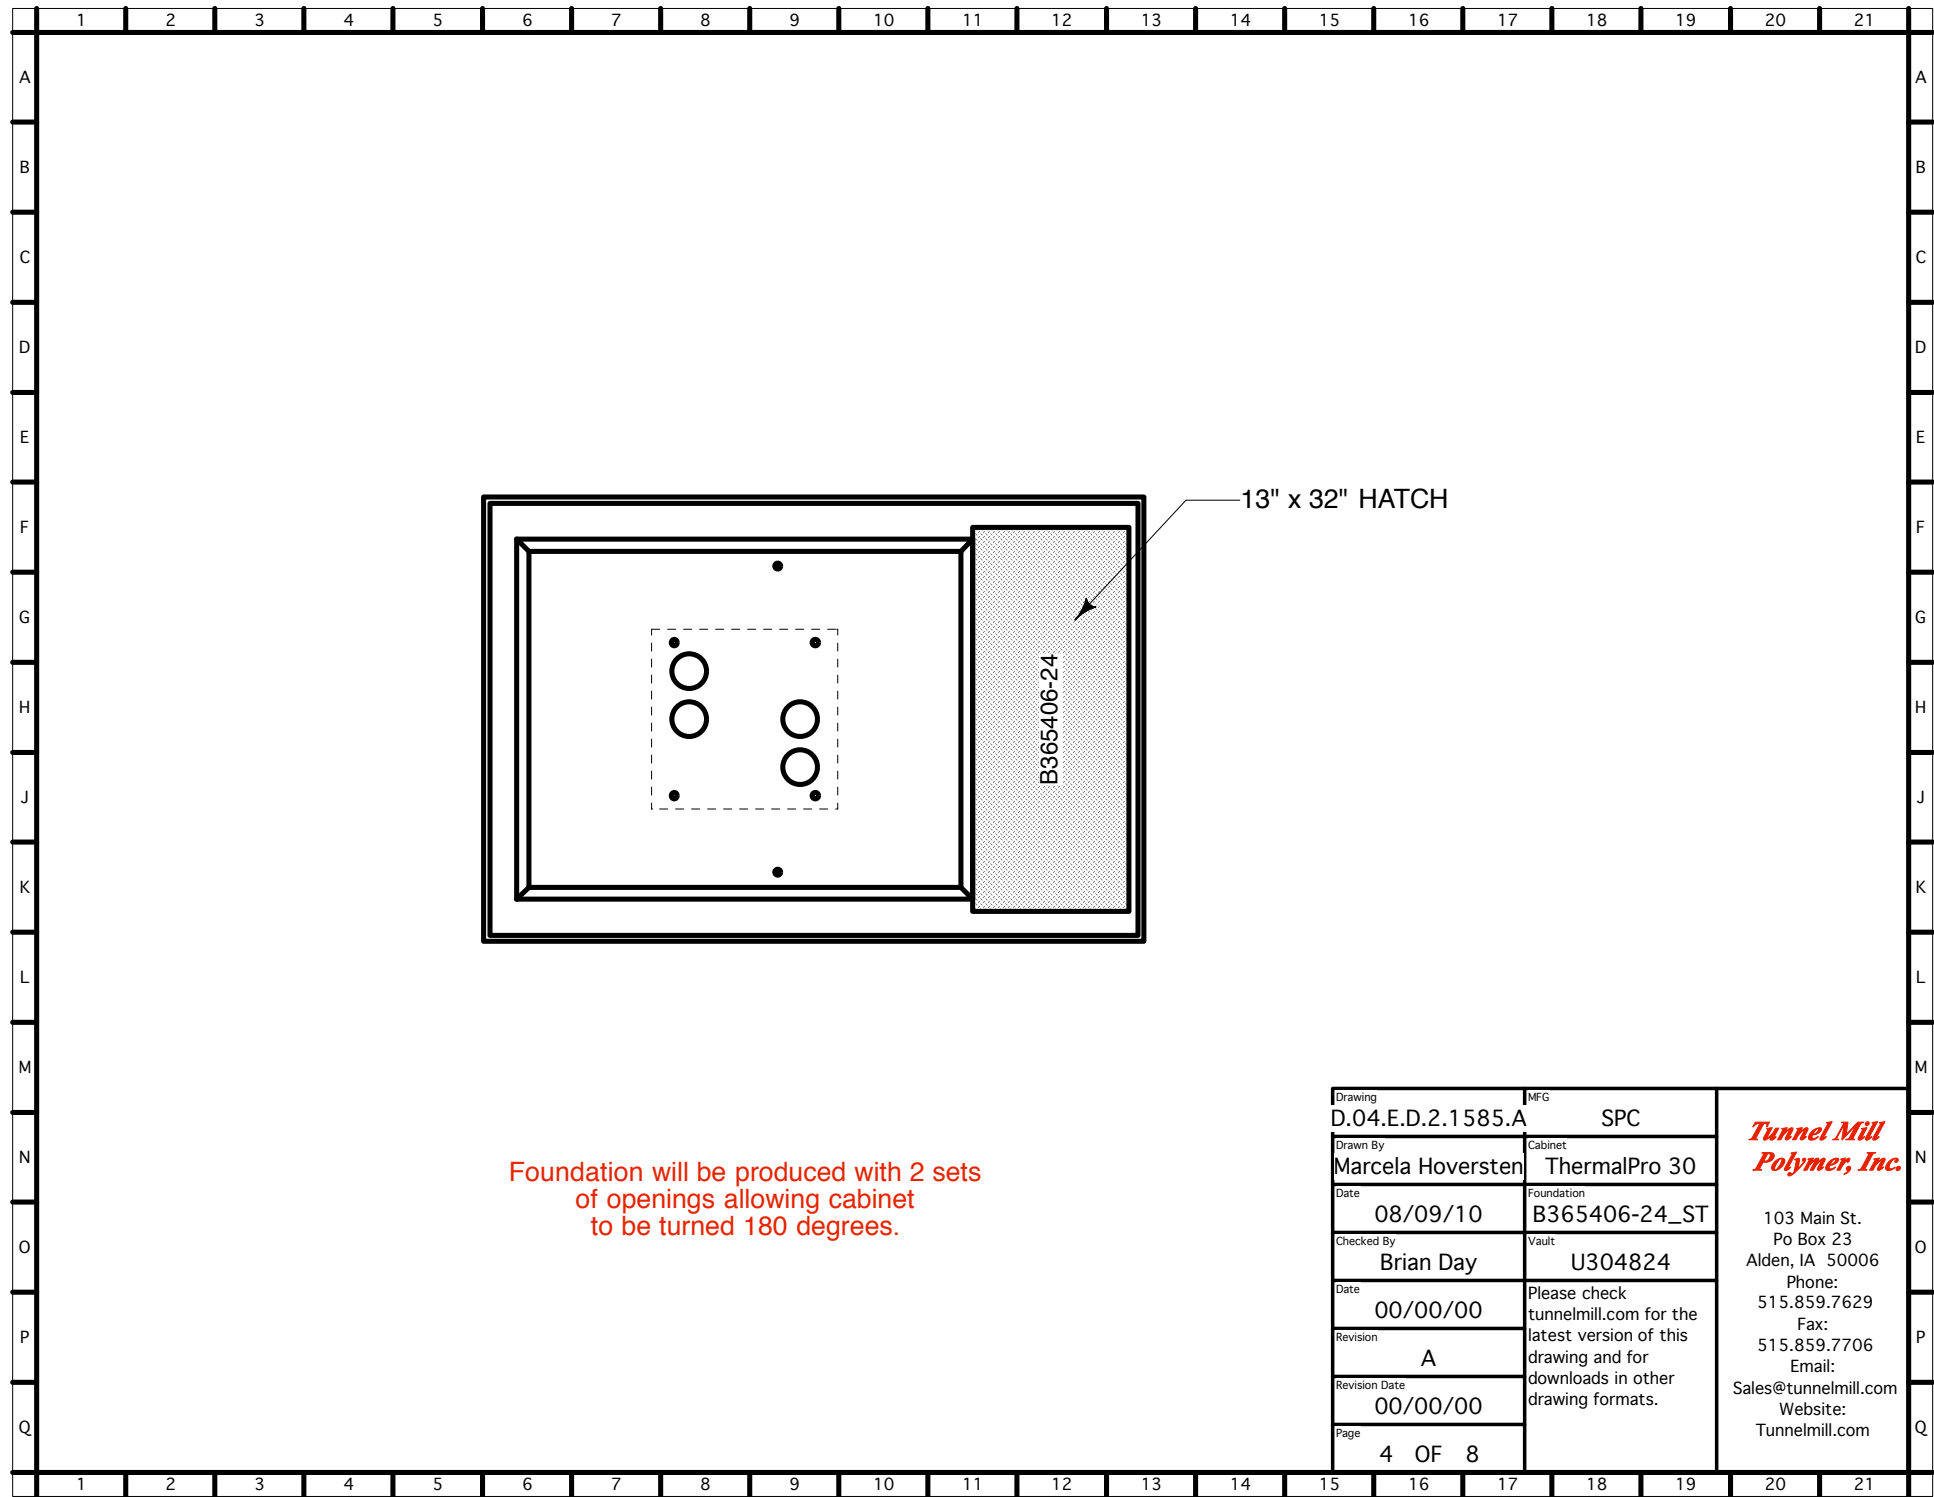 1 2 3 4 5 6 7 8 9 10 11 12 13 14 15 16 17 18 19 20 21
A A
B B
C C
D D
E E
F F
G G
H H
J J
K K
L L
M M
N N
O O
P P
Q Q
13" x 32" HATCH
B365406-24
Foundation will be produced with 2 sets
of openings allowing cabinet
to be turned 180 degrees.
Drawing
D.04.E.D.2.1585.A
MFG
SPC
Drawn By
Marcela Hoversten
Cabinet
ThermalPro 30
Date
08/09/10
Foundation
B365406-24_ST
Checked By
Brian Day
Vault
U304824
Date
00/00/00
Revision
A
Revision Date
00/00/00
Page
4 OF 8
Please check
tunnelmill.com for the
latest version of this
drawing and for
downloads in other
drawing formats.
Tunnel Mill
Polymer, Inc.
103 Main St.
Po Box 23
Alden, IA 50006
Phone:
515.859.7629
Fax:
515.859.7706
Email:
Sales@tunnelmill.com
Website:
Tunnelmill.com
1 2 3 4 5 6 7 8 9 10 11 12 13 14 15 16 17 18 19 20 21